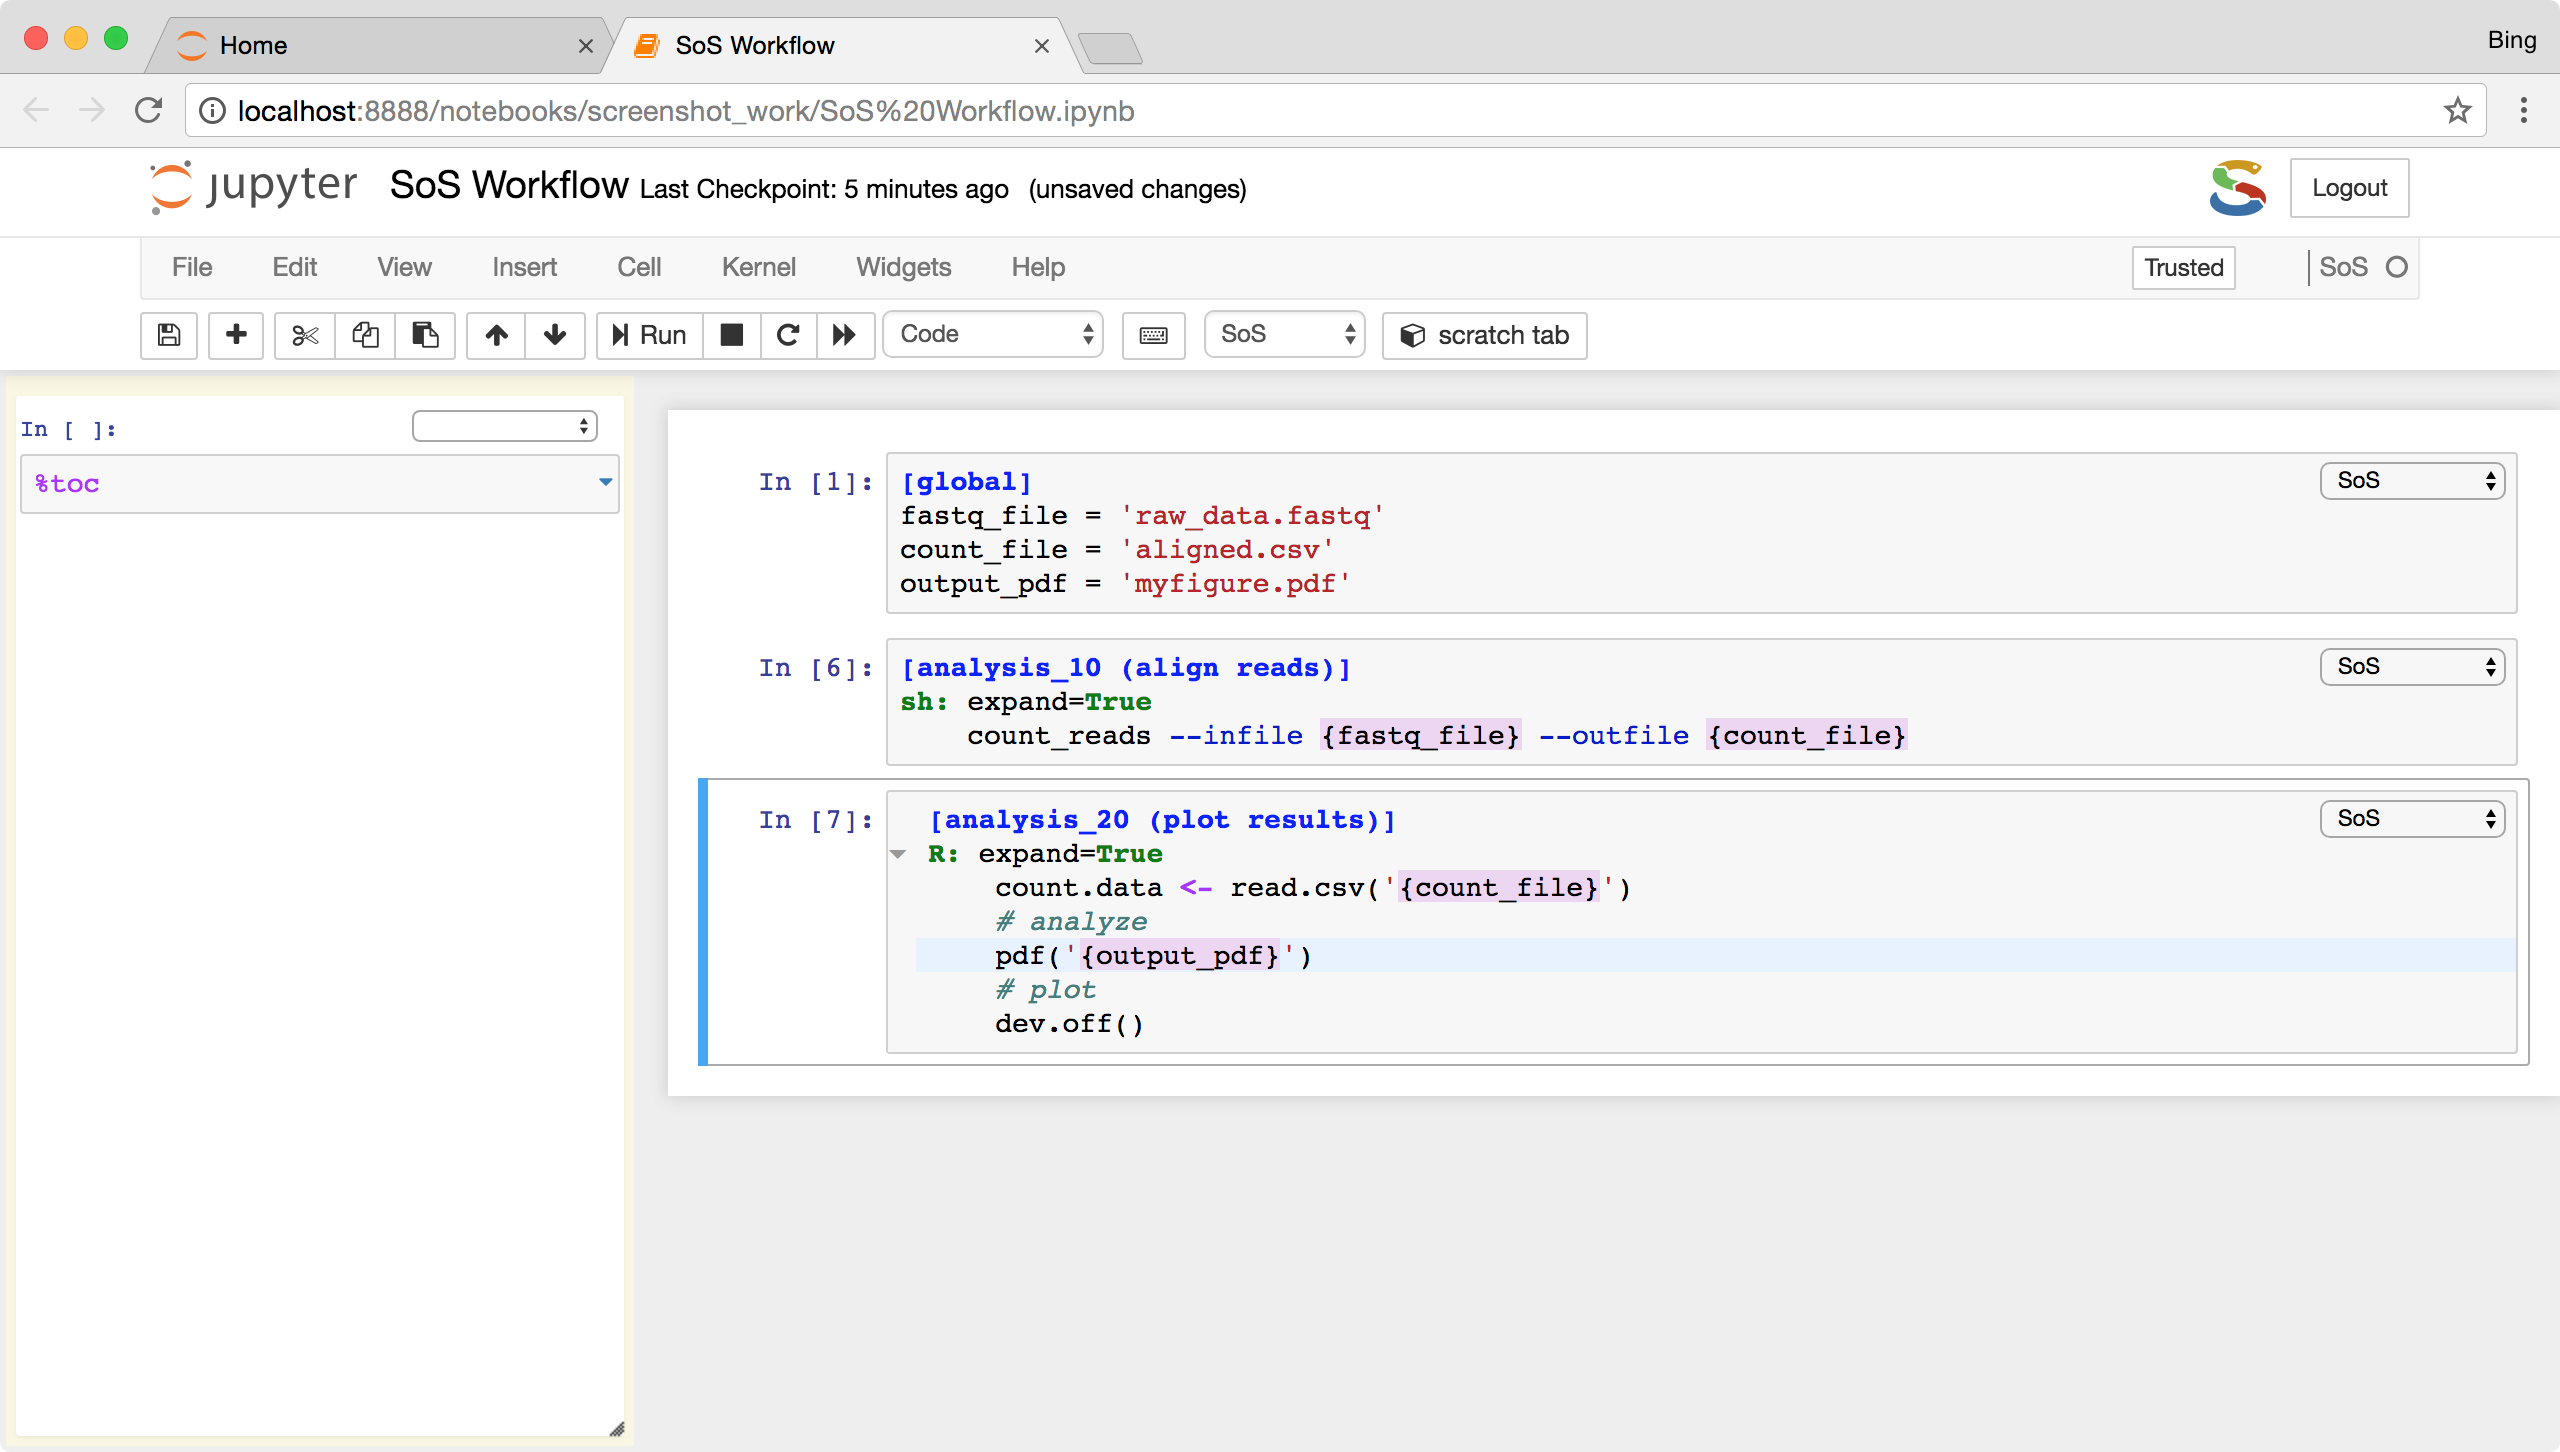 Home
SoS Workflow
Bing
localhost:8888/notebooks/screenshot_work/SoS%20Workflow.ipynb
jupyter SoS Workflow Last Checkpoint: 5 minutes ago (unsaved changes)
Logout
File Edit View Insert Cell Kernel Widgets Help
Trusted
SoS
Run
Code
SoS
scratch tab
In [ ]:
%toc
In [1]:
[global]
fastq_file = 'raw_data.fastq'
count_file = 'aligned.csv'
output_pdf = 'myfigure.pdf'
SoS
In [6]:
[analysis_10 (align reads)]
sh: expand=True
count_reads --infile {fastq_file} --outfile {count_file}
SoS
In [7]:
[analysis_20 (plot results)]
R: expand=True
count.data <- read.csv('{count_file}')
# analyze
pdf('{output_pdf}')
# plot
dev.off()
SoS